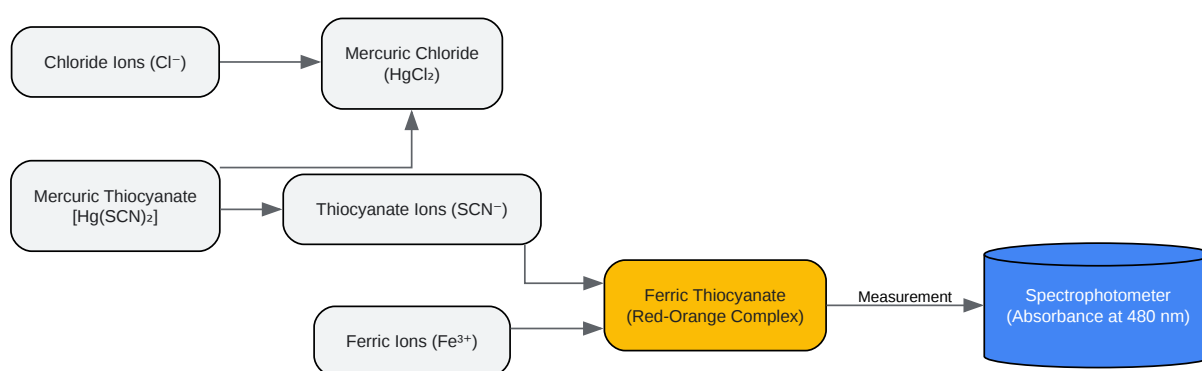 Chloride Ions (Cl⁻)
Mercuric Chloride
(HgCl₂)
Mercuric Thiocyanate
[Hg(SCN)₂]
Thiocyanate Ions (SCN⁻)
Ferric Ions (Fe³⁺)
Ferric Thiocyanate
(Red-Orange Complex)
Measurement
Spectrophotometer
(Absorbance at 480 nm)